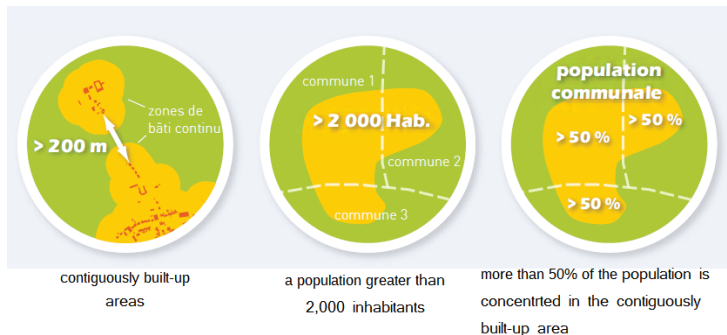 zones de
bâti continu
> 200 m
contiguously built-up
areas
commune 1
> 2 000 Hab.
commune 2
commune 3
a population greater than
2,000 inhabitants
population
communale
> 50 %
> 50 %
> 50 %
more than 50% of the population is
concentrted in the contiguously
built-up area